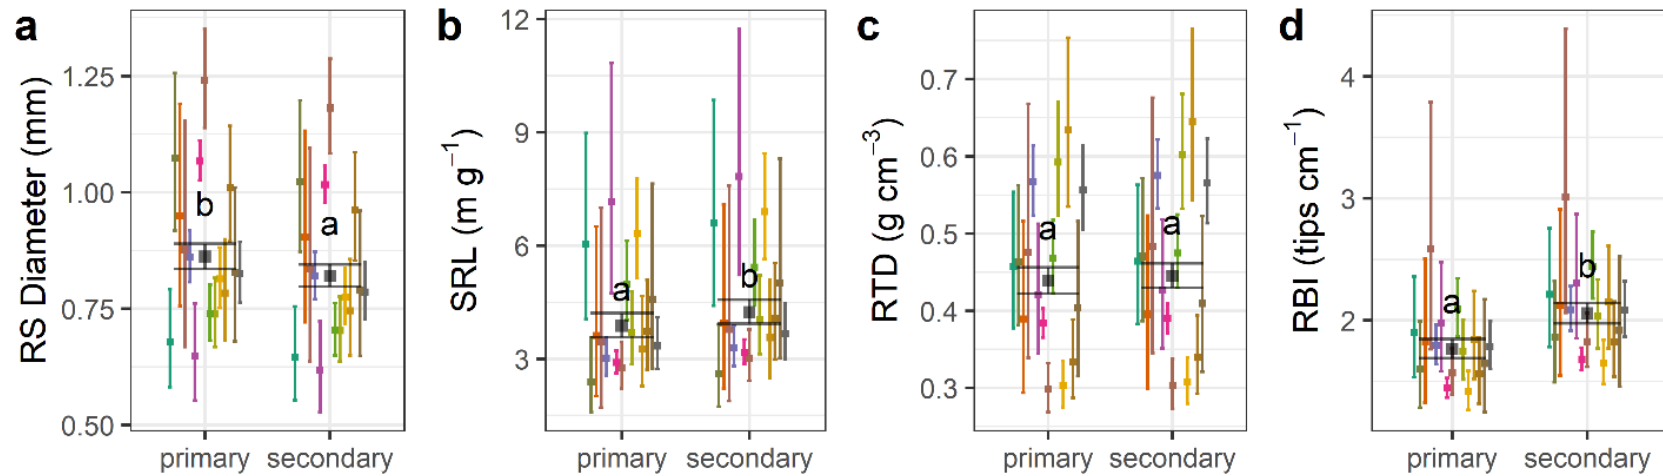 a
RS Diameter (mm)
1.25
1.00
0.75
0.50
b
a
primary
secondary
b
SRL (m g⁻¹)
12
9
6
3
a
b
primary
secondary
c
RTD (g cm⁻³)
0.7
0.6
0.5
0.4
0.3
a
a
primary
secondary
d
RBI (tips cm⁻¹)
4
3
2
a
b
primary
secondary